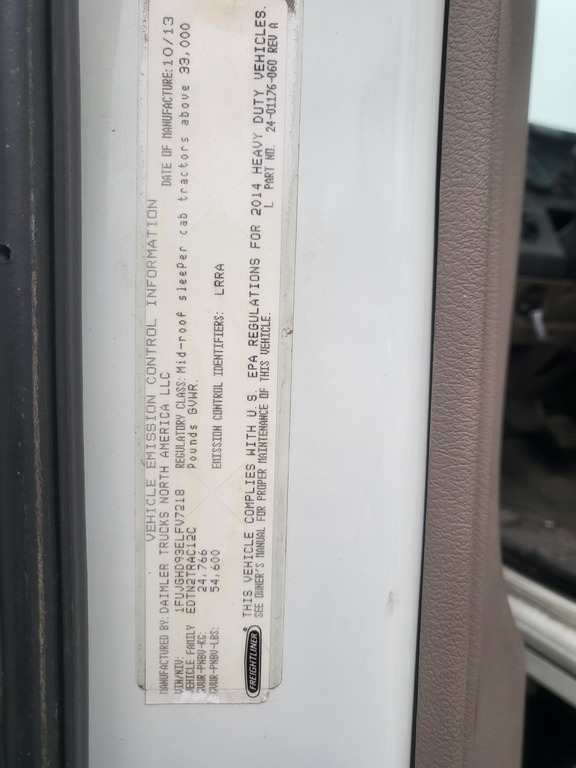 VEHICLE EMISSION CONTROL INFORMATION
MANUFACTURED BY: DAIMLER TRUCKS NORTH AMERICA LLC DATE OF MANUFACTURE: 10/13
VIN/NIV: 1FUJGHD93ELFV7218 REGULATORY CLASS: Mid-roof sleeper cab tractors above 33,000
VEHICLE FAMILY EDTN2TRAC12C Pounds GVWR.
GVWR-PNBV-KG: 24,766
GVWR-PNBV-LBS: 54,600 EMISSION CONTROL IDENTIFIERS: LRRA
THIS VEHICLE COMPLIES WITH U.S. EPA REGULATIONS FOR 2014 HEAVY DUTY VEHICLES.
SEE OWNER'S MANUAL FOR PROPER MAINTENANCE OF THIS VEHICLE. L PART NO. 24-01176-060 REV A
FREIGHTLINER